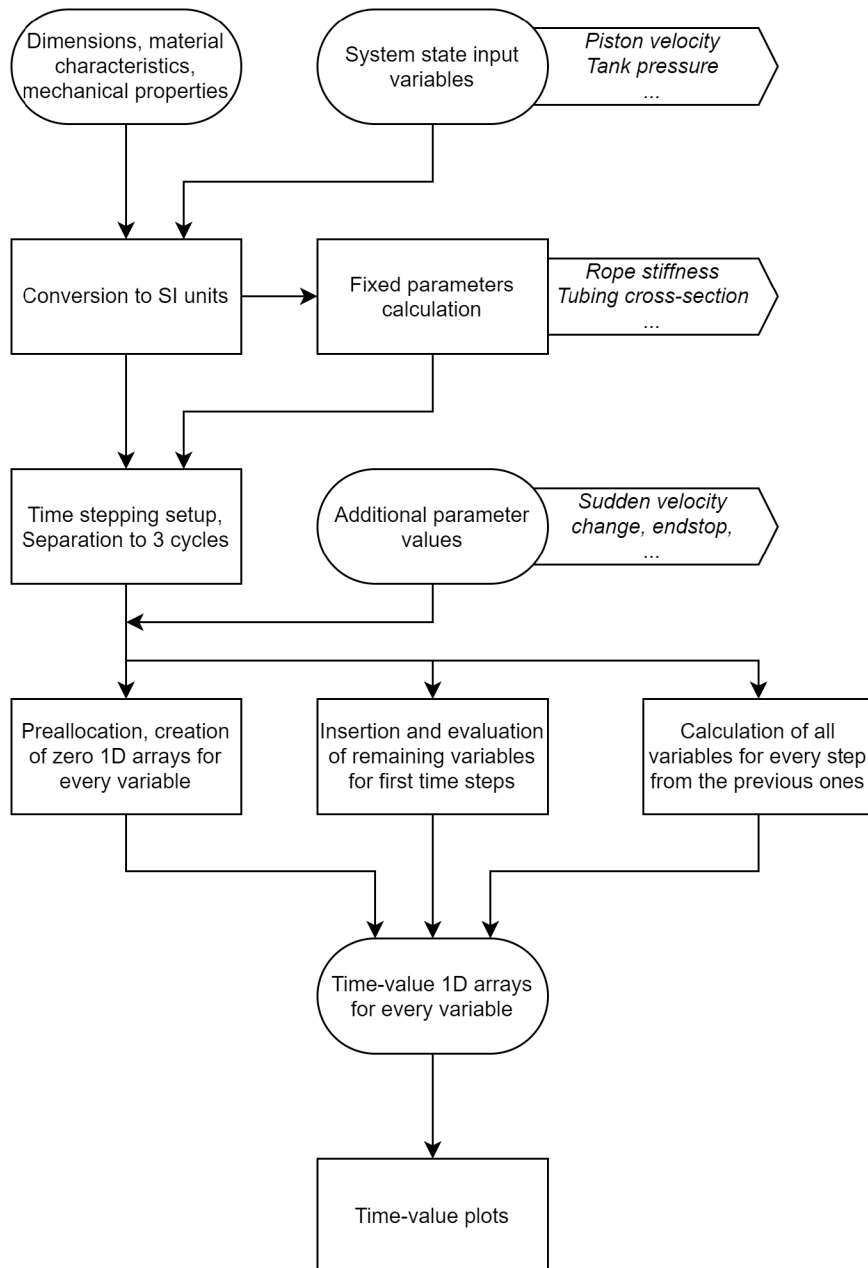 Dimensions, material
characteristics,
mechanical properties
System state input
variables
Piston velocity
Tank pressure
...
Conversion to SI units
Fixed parameters
calculation
Rope stiffness
Tubing cross-section
...
Time stepping setup,
Separation to 3 cycles
Additional parameter
values
Sudden velocity
change, endstop,
...
Preallocation, creation
of zero 1D arrays for
every variable
Insertion and evaluation
of remaining variables
for first time steps
Calculation of all
variables for every step
from the previous ones
Time-value 1D arrays
for every variable
Time-value plots